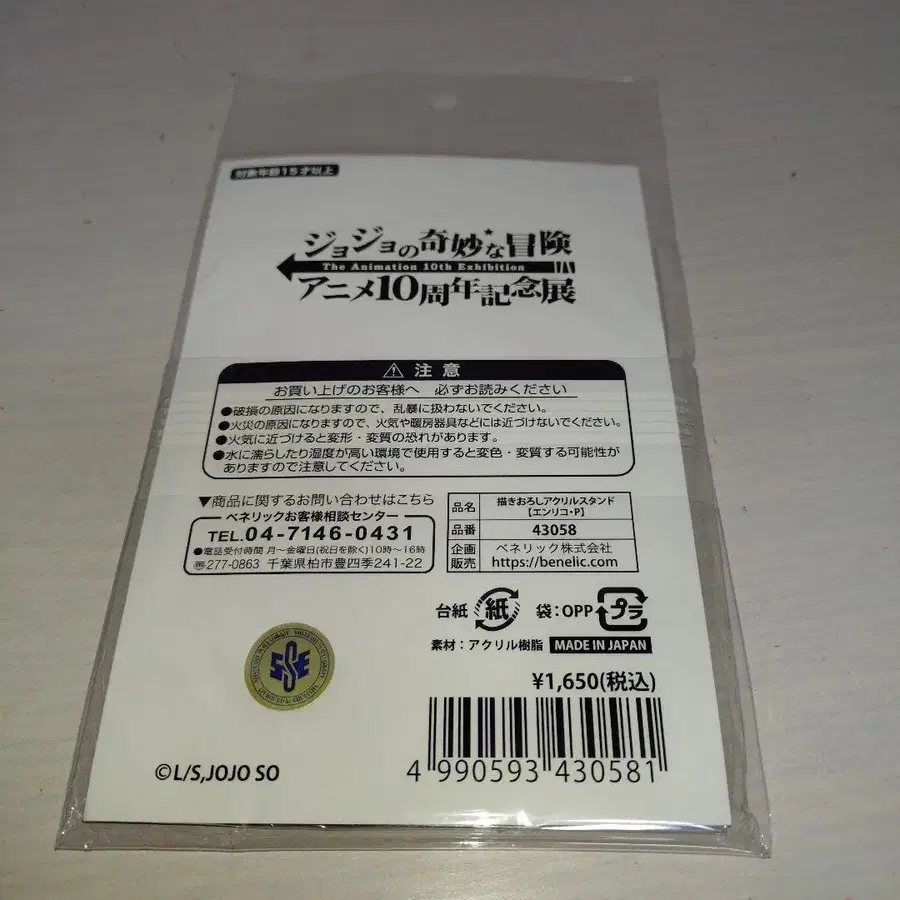 対象年齢15才以上
ジョジョの奇妙な冒険
The Animation 10th Exhibition
アニメ10周年記念展
注意
お買い上げのお客様へ 必ずお読みください
●破損の原因になりますので、乱暴に扱わないでください。
●火災の原因になりますので、火気や暖房器具などには近づけないでください。
●火気に近づけると変形・変質の恐れがあります。
●水に濡らしたり湿度が高い環境で使用すると変色・変質する可能性が
ありますので注意してください。
▼商品に関するお問い合わせはこちら
ベネリックお客様相談センター
TEL.04-7146-0431
●電話受付時間 月〜金曜日(祝日を除く)10時〜16時
〠277-0863 千葉県柏市豊四季241-22
品名 描きおろしアクリルスタンド
【エンリコ・P】
品番 43058
企画 ベネリック株式会社
販売 https://benelic.com
台紙 紙 袋:OPP プラ
素材:アクリル樹脂 MADE IN JAPAN
¥1,650(税込)
SSE
4 990593 430581
©L/S,JOJO SO